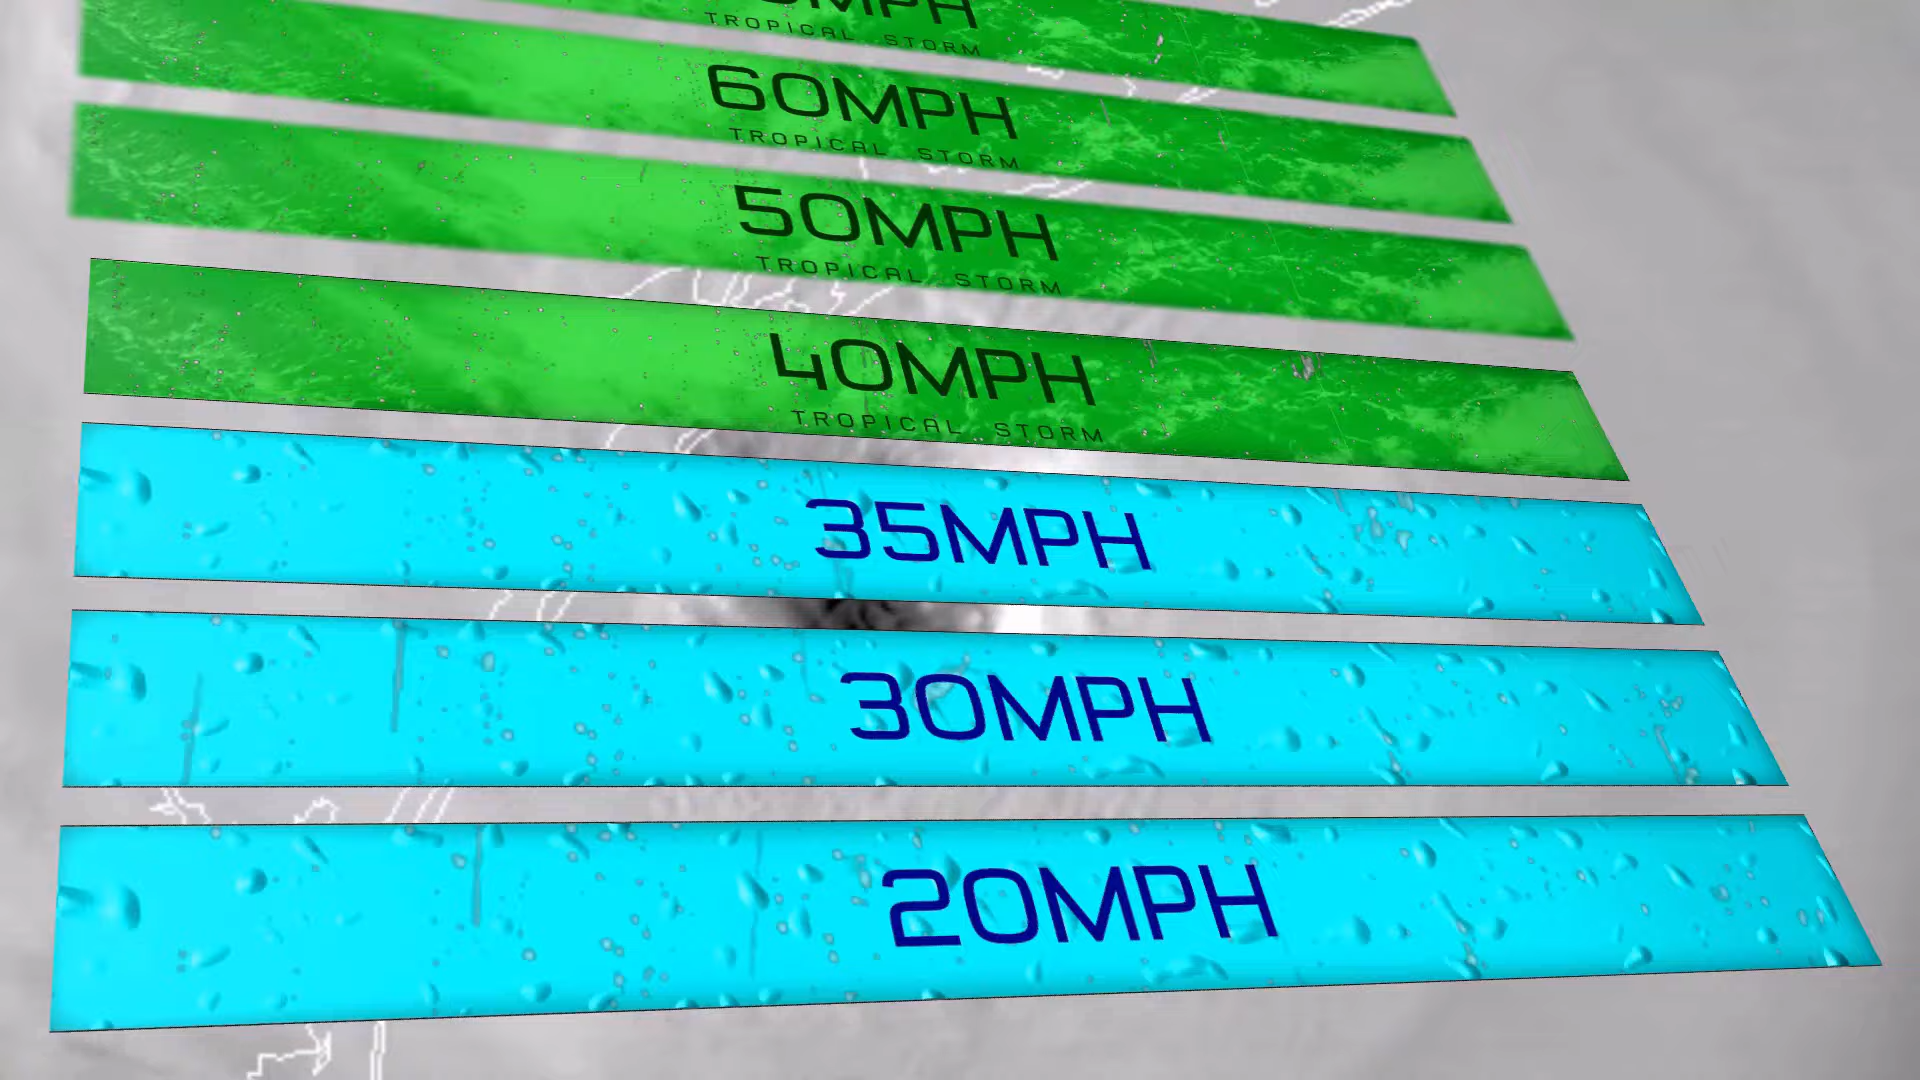 TROPICAL STORM
60MPH
TROPICAL STORM
50MPH
TROPICAL STORM
40MPH
TROPICAL STORM
35MPH
30MPH
20MPH